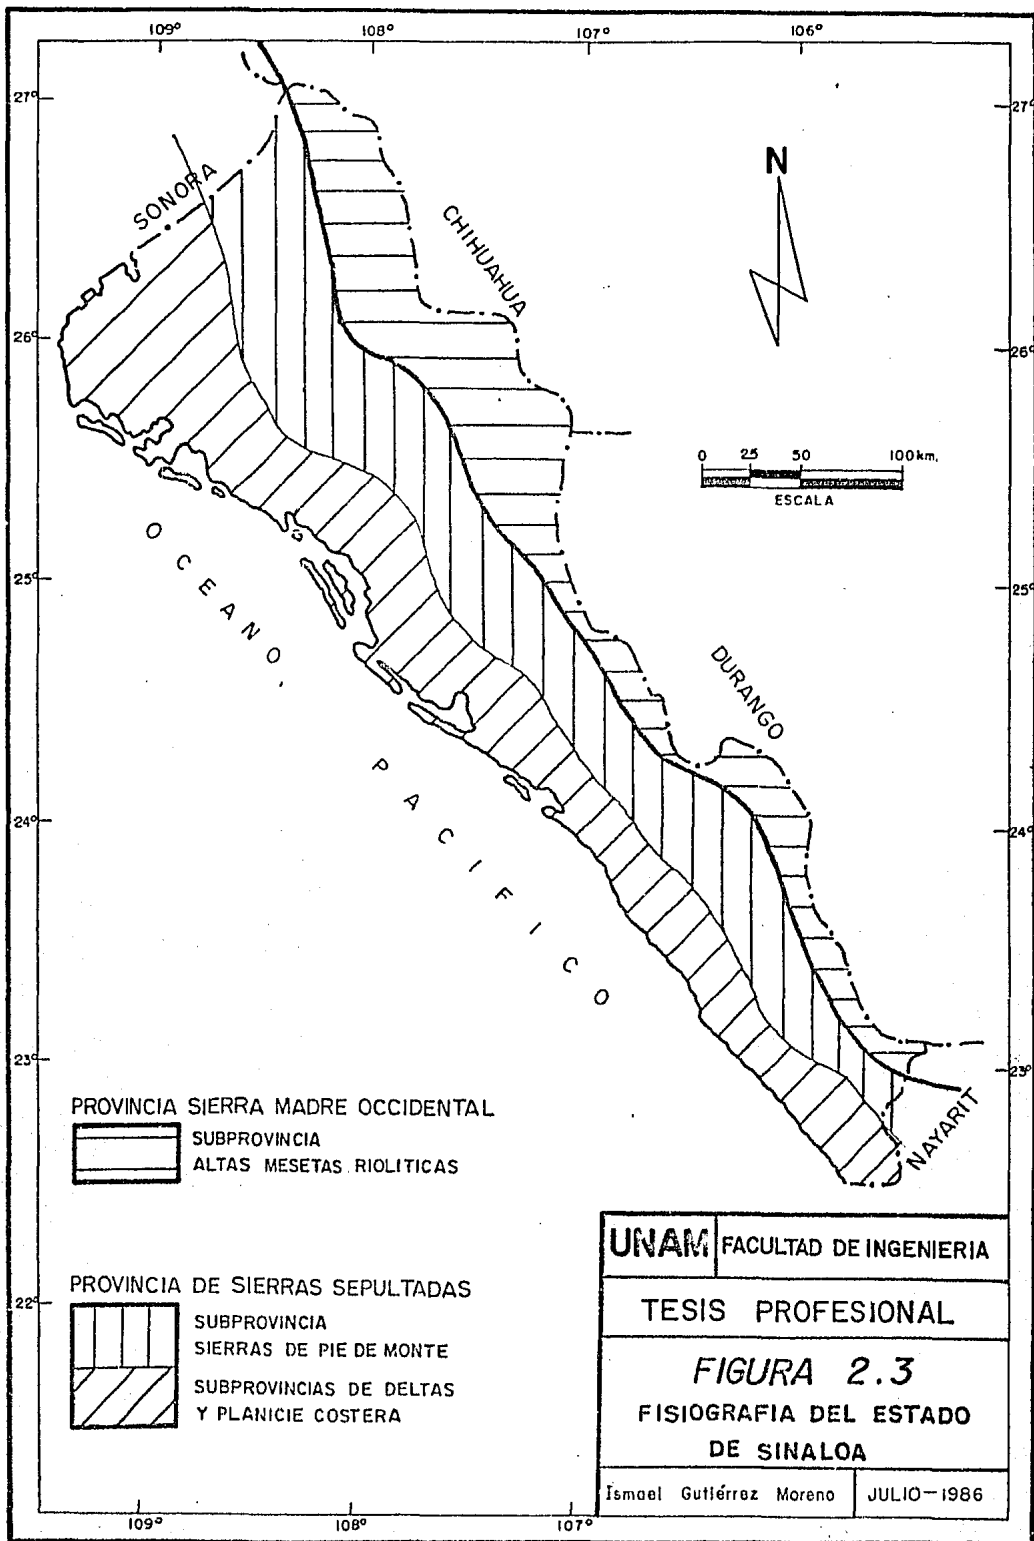 109° 108° 107° 106°
27° 27°
SONORA
CHIHUAHUA
N
26° 26°
0 25 50 100 km.
ESCALA
25° 25°
OCEANO PACIFICO
DURANGO
24° 24°
23° 23°
NAYARIT
PROVINCIA SIERRA MADRE OCCIDENTAL
SUBPROVINCIA
ALTAS MESETAS RIOLITICAS
22°
PROVINCIA DE SIERRAS SEPULTADAS
SUBPROVINCIA
SIERRAS DE PIE DE MONTE
SUBPROVINCIAS DE DELTAS
Y PLANICIE COSTERA
UNAM FACULTAD DE INGENIERIA
TESIS PROFESIONAL
FIGURA 2.3
FISIOGRAFIA DEL ESTADO
DE SINALOA
Ismael Gutiérrez Moreno JULIO-1986
109° 108° 107°